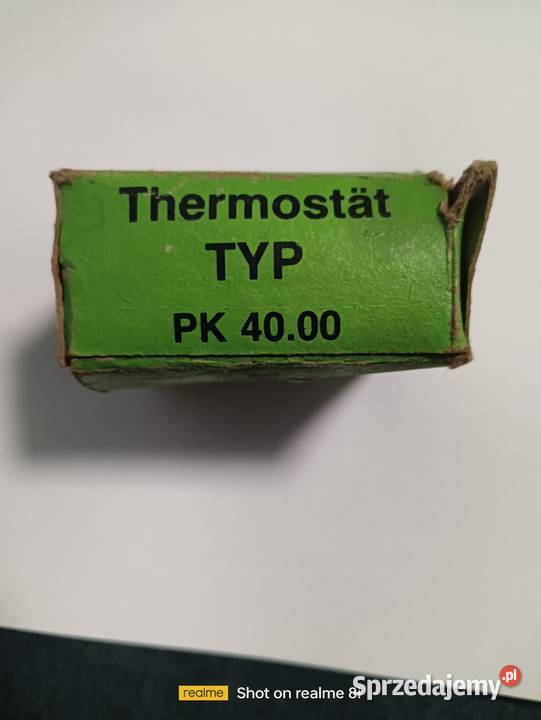 Thermostät
TYP
PK 40.00
realme Shot on realme 8i
Sprzedajemy.pl